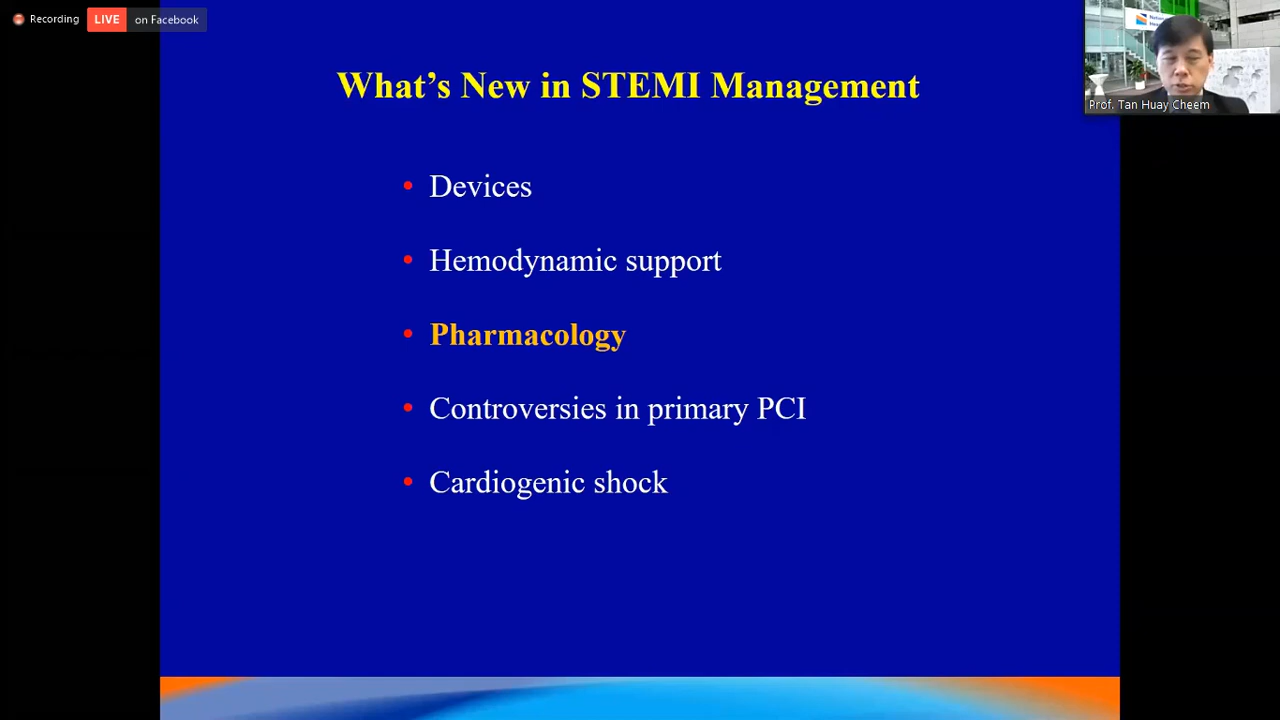 Recording
LIVE on Facebook
What's New in STEMI Management
• Devices
• Hemodynamic support
• Pharmacology
• Controversies in primary PCI
• Cardiogenic shock
Prof. Tan Huay Cheem